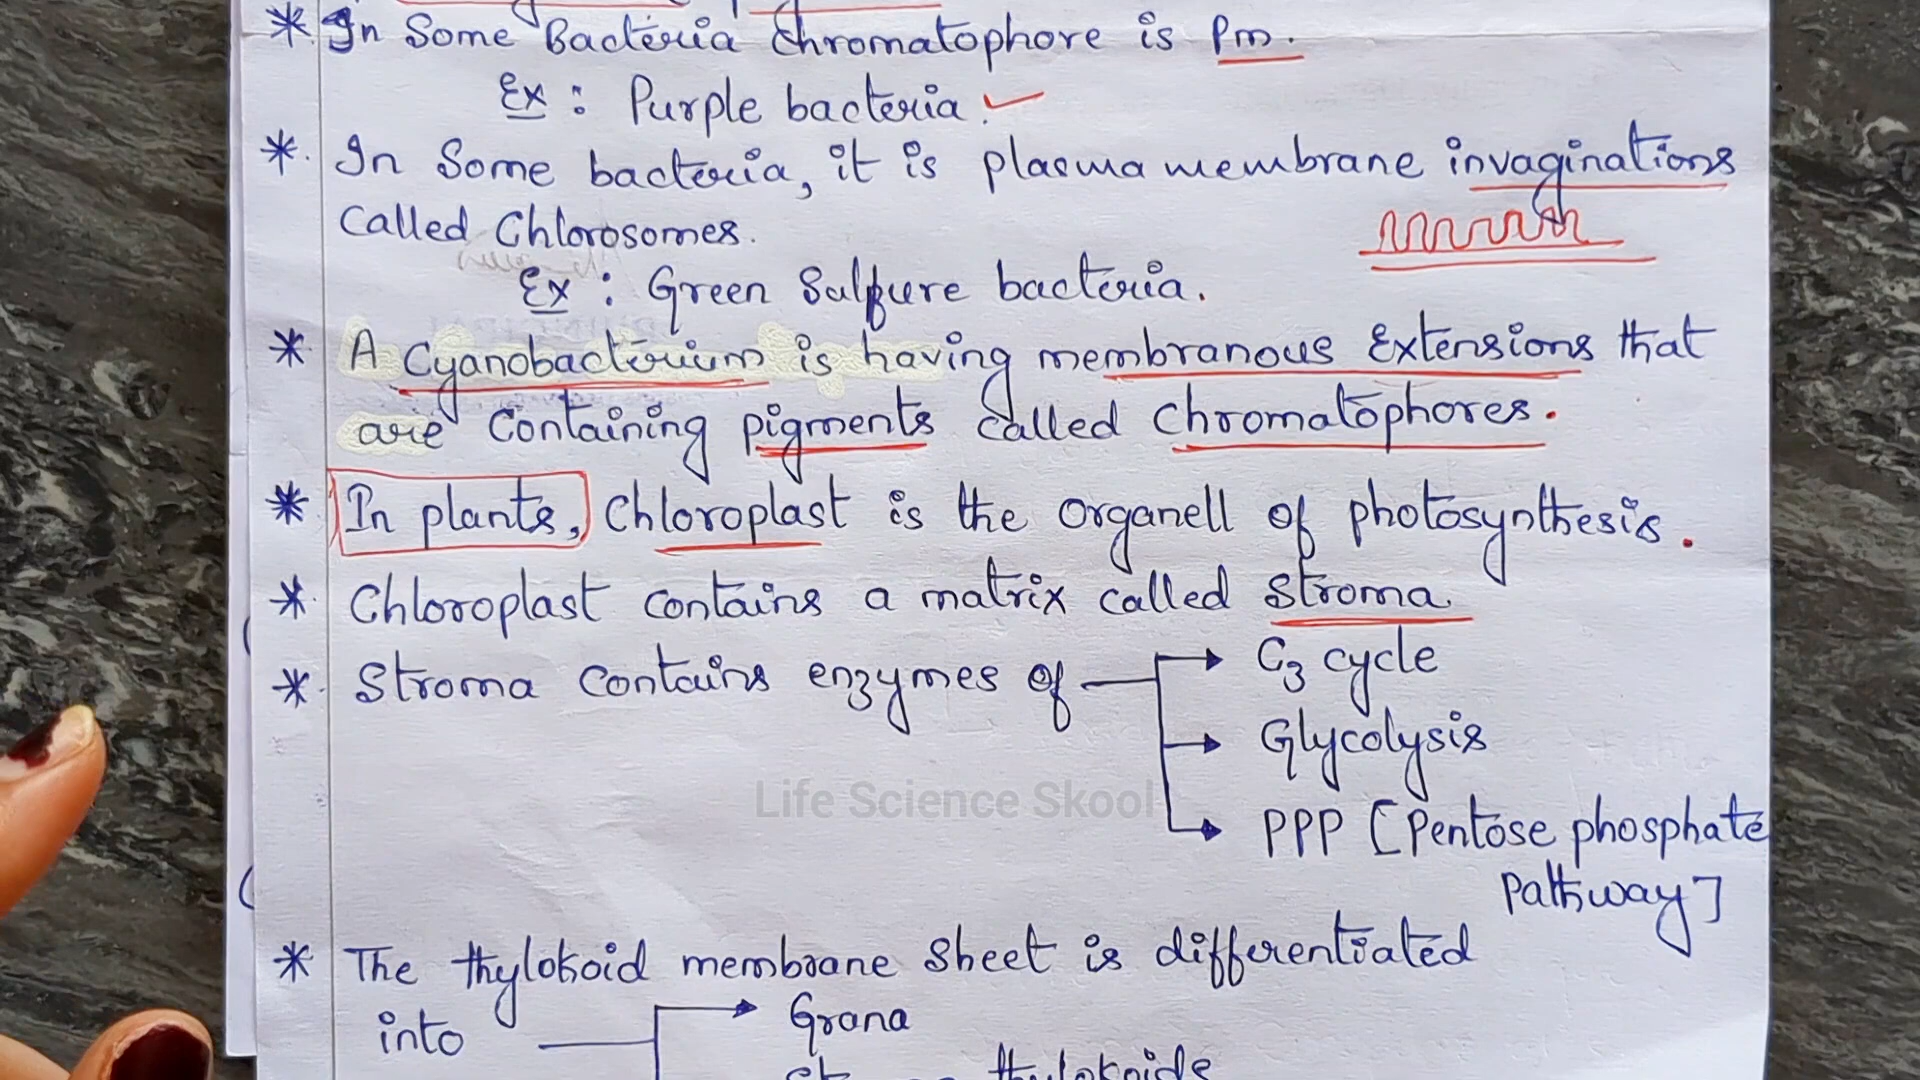 * In Some Bacteria Chromatophore is Pm.
Ex : Purple bacteria.
* In Some bacteria, it is plasma membrane invaginations
Called Chlorosomes.
Ex : Green Sulfure bacteria.
* A Cyanobacterium is having membranous Extensions that
are Containing pigments called Chromatophores.
* In plants, Chloroplast is the organell of photosynthesis.
* Chloroplast contains a matrix called Stroma.
* Stroma Contains enzymes of → C3 cycle
→ Glycolysis
Life Science Skool
→ PPP [Pentose phosphate
Pathway]
* The thylokoid membrane Sheet is differentiated
into → Grana
thylokoids